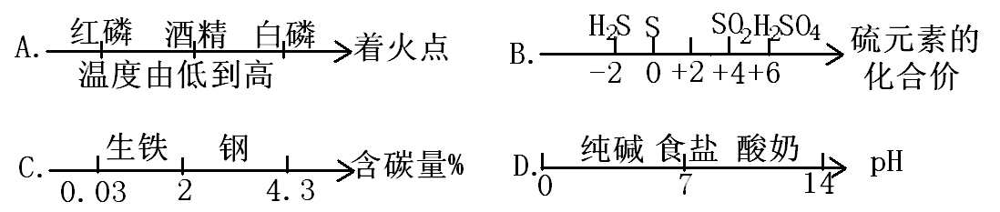 A. 红磷 酒精 白磷 着火点
温度由低到高
B. H₂S S SO₂ H₂SO₄ 硫元素的化合价
-2 0 +2 +4 +6
C. 生铁 钢 含碳量%
0.03 2 4.3
D. 纯碱 食盐 酸奶 pH
0 7 14